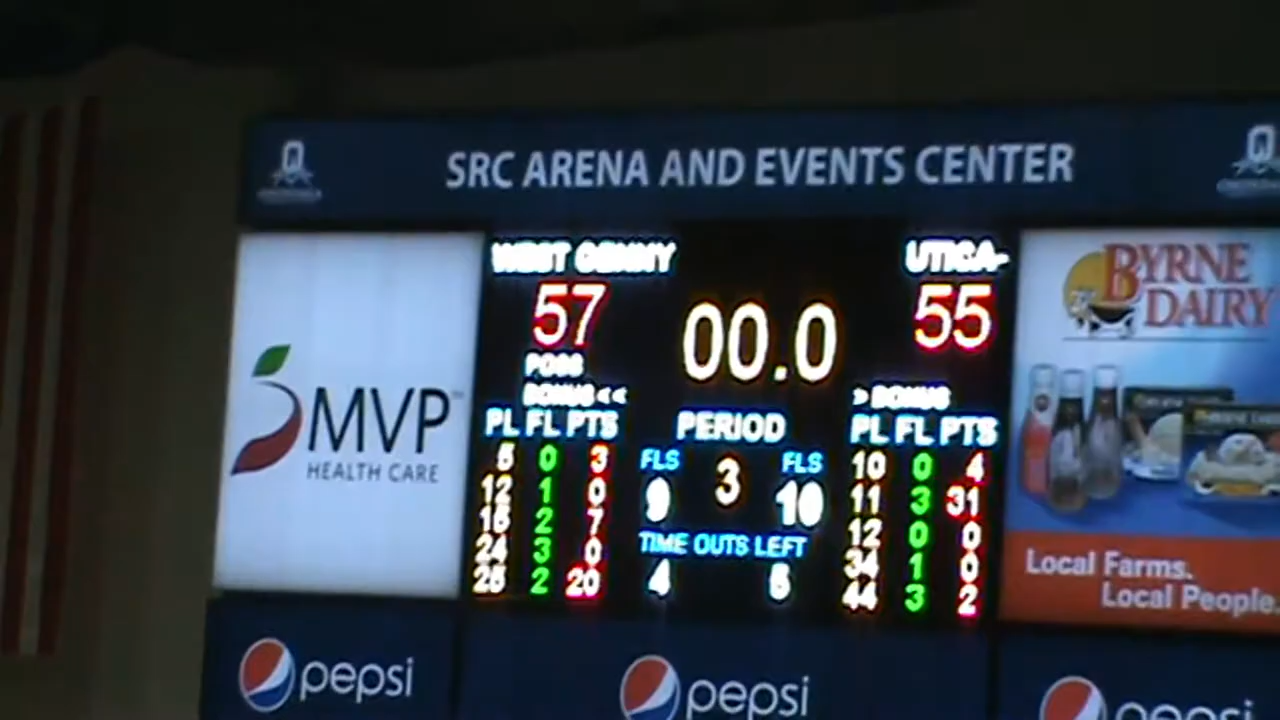 SRC ARENA AND EVENTS CENTER
WEST GENNY
57
POSS
BONUS <<
00.0
UTICA-
55
> BONUS
PL FL PTS
5 0 3
12 1 0
15 2 7
24 3 0
25 2 20
PERIOD
3
FLS FLS
9 10
TIME OUTS LEFT
4 5
PL FL PTS
10 0 4
11 3 31
12 0 0
34 1 0
44 3 2
MVP™
HEALTH CARE
BYRNE
DAIRY
Local Farms.
Local People.
pepsi
pepsi
pepsi